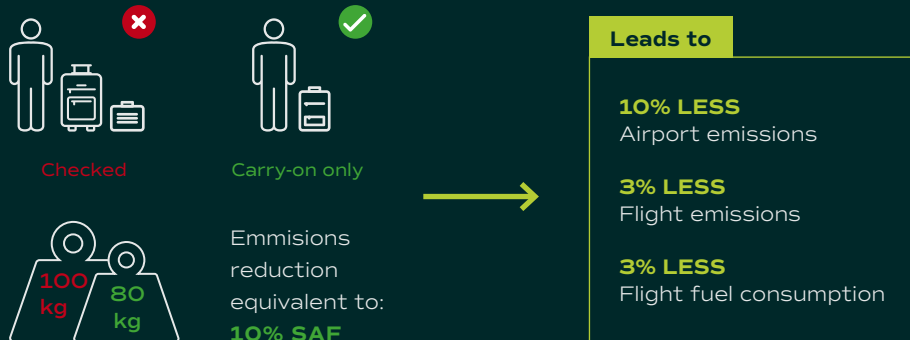 Checked
Carry-on only
100
kg
80
kg
Emmisions
reduction
equivalent to:
10% SAF
Leads to
10% LESS
Airport emissions
3% LESS
Flight emissions
3% LESS
Flight fuel consumption